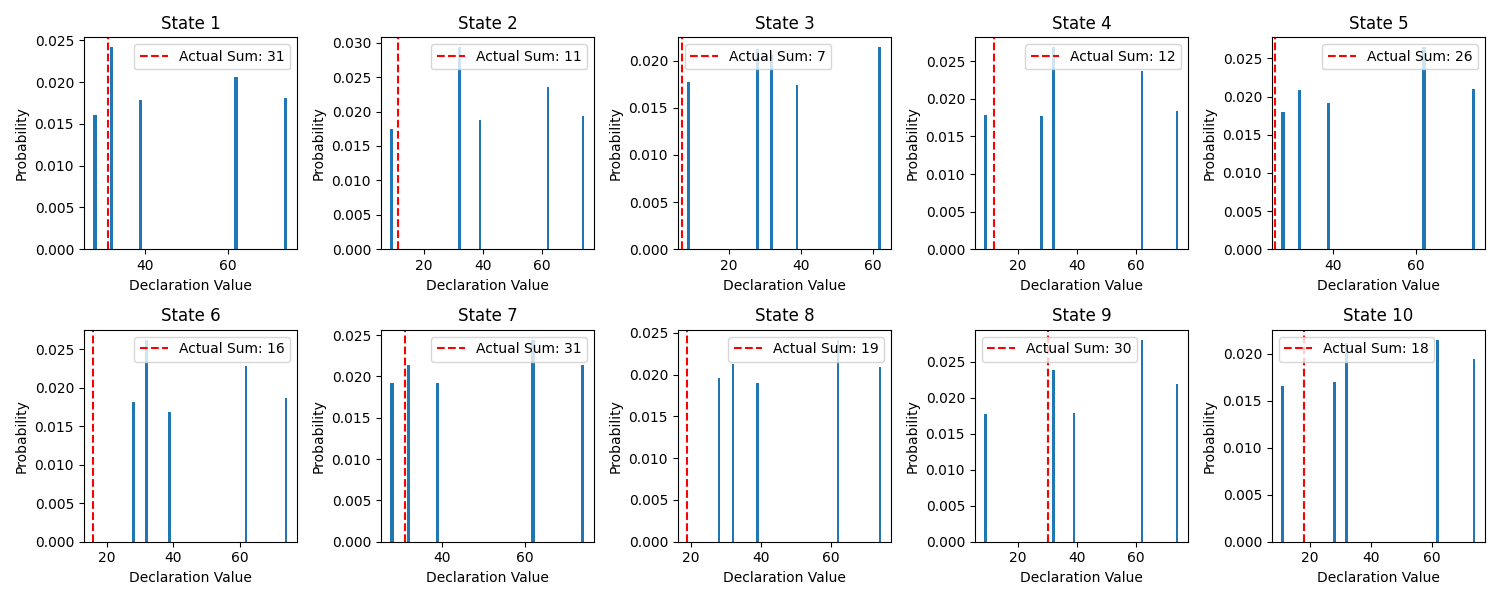 State 1
State 2
State 3
State 4
State 5
Actual Sum: 31
Actual Sum: 11
Actual Sum: 7
Actual Sum: 12
Actual Sum: 26
Probability
0.025
0.020
0.015
0.010
0.005
0.000
40 60
Declaration Value
Probability
0.030
0.025
0.020
0.015
0.010
0.005
0.000
20 40 60
Declaration Value
Probability
0.020
0.015
0.010
0.005
0.000
20 40 60
Declaration Value
Probability
0.025
0.020
0.015
0.010
0.005
0.000
20 40 60
Declaration Value
Probability
0.025
0.020
0.015
0.010
0.005
0.000
40 60
Declaration Value
State 6
State 7
State 8
State 9
State 10
Actual Sum: 16
Actual Sum: 31
Actual Sum: 19
Actual Sum: 30
Actual Sum: 18
Probability
0.025
0.020
0.015
0.010
0.005
0.000
20 40 60
Declaration Value
Probability
0.025
0.020
0.015
0.010
0.005
0.000
40 60
Declaration Value
Probability
0.025
0.020
0.015
0.010
0.005
0.000
20 40 60
Declaration Value
Probability
0.025
0.020
0.015
0.010
0.005
0.000
20 40 60
Declaration Value
Probability
0.020
0.015
0.010
0.005
0.000
20 40 60
Declaration Value